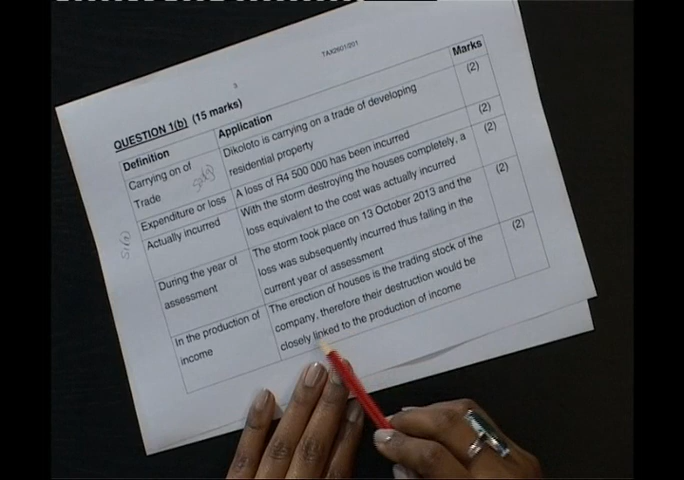 TAX2601/201
3
QUESTION 1(b) (15 marks)
Definition Application Marks
Carrying on of
Trade
Dikoloto is carrying on a trade of developing
residential property
(2)
Expenditure or loss A loss of R4 500 000 has been incurred (2)
Actually incurred
With the storm destroying the houses completely, a
loss equivalent to the cost was actually incurred
(2)
During the year of
assessment
The storm took place on 13 October 2013 and the
loss was subsequently incurred thus falling in the
current year of assessment
(2)
In the production of
income
The erection of houses is the trading stock of the
company, therefore their destruction would be
closely linked to the production of income
(2)